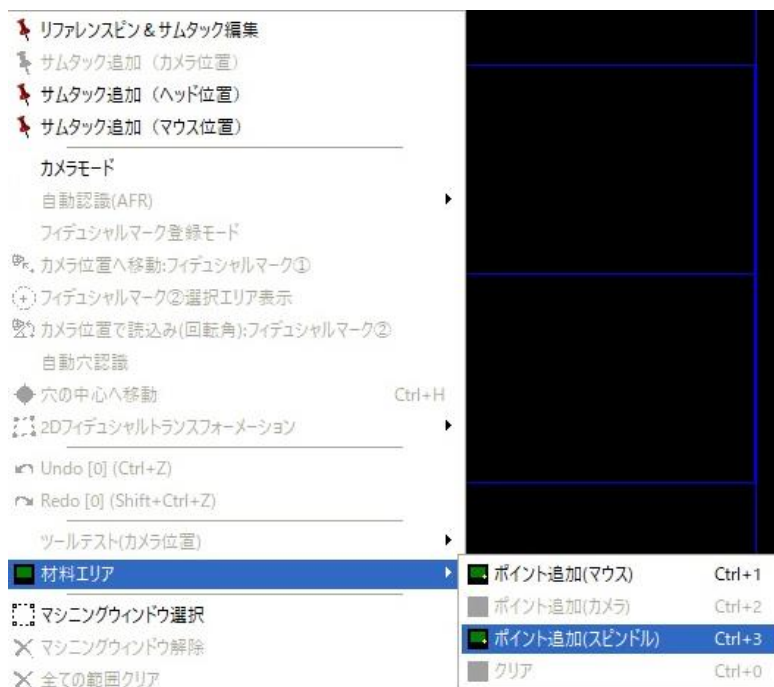 リファレンスピン＆サムタック編集
サムタック追加（カメラ位置）
サムタック追加（ヘッド位置）
サムタック追加（マウス位置）
カメラモード
自動認識(AFR)
フィデュシャルマーク登録モード
カメラ位置へ移動:フィデュシャルマーク①
フィデュシャルマーク②選択エリア表示
カメラ位置で読込み(回転角):フィデュシャルマーク②
自動穴認識
穴の中心へ移動 Ctrl+H
2Dフィデュシャルトランスフォーメーション
Undo [0] (Ctrl+Z)
Redo [0] (Shift+Ctrl+Z)
ツールテスト(カメラ位置)
材料エリア
マシニングウィンドウ選択
マシニングウィンドウ解除
全ての範囲クリア
ポイント追加(マウス) Ctrl+1
ポイント追加(カメラ) Ctrl+2
ポイント追加(スピンドル) Ctrl+3
クリア Ctrl+0